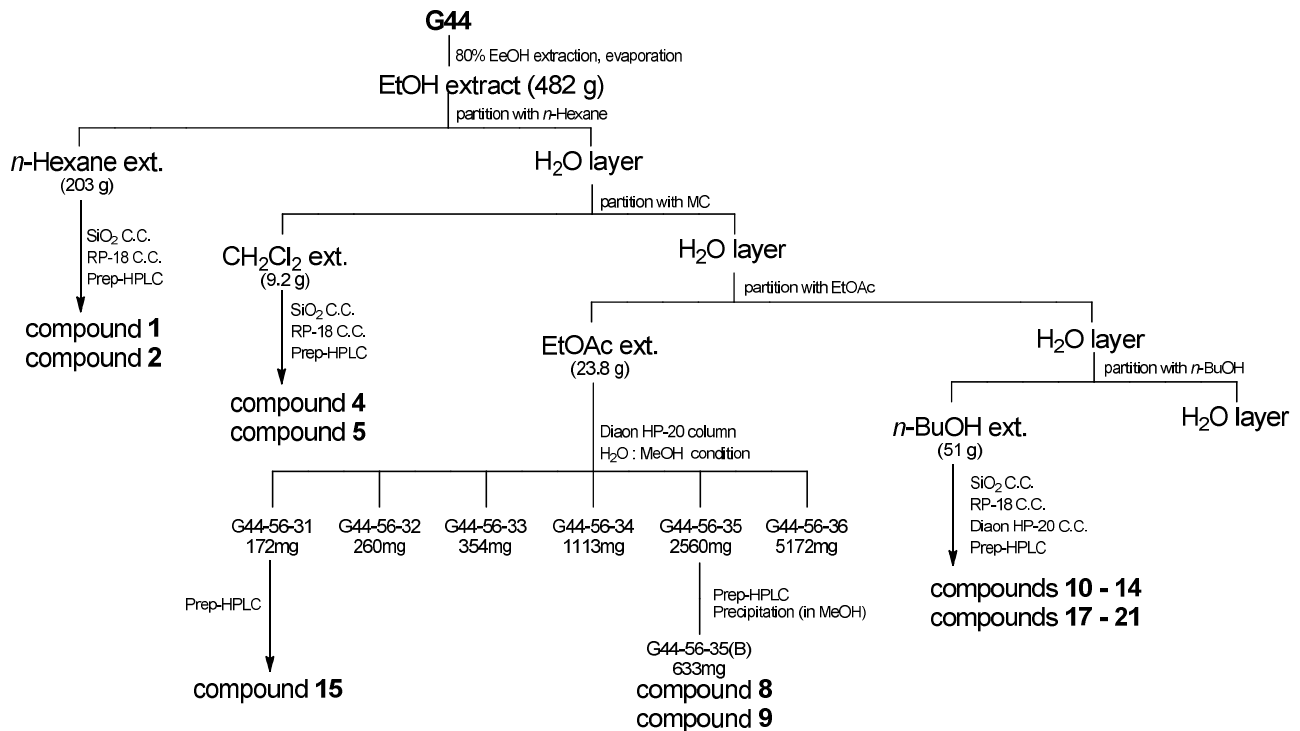 G44
80% EeOH extraction, evaporation
EtOH extract (482 g)
partition with n-Hexane
n-Hexane ext.
(203 g)
H2O layer
partition with MC
SiO2 C.C.
RP-18 C.C.
Prep-HPLC
compound 1
compound 2
CH2Cl2 ext.
(9.2 g)
H2O layer
partition with EtOAc
SiO2 C.C.
RP-18 C.C.
Prep-HPLC
compound 4
compound 5
EtOAc ext.
(23.8 g)
H2O layer
partition with n-BuOH
Diaon HP-20 column
H2O : MeOH condition
n-BuOH ext.
(51 g)
H2O layer
G44-56-31
172mg
G44-56-32
260mg
G44-56-33
354mg
G44-56-34
1113mg
G44-56-35
2560mg
G44-56-36
5172mg
SiO2 C.C.
RP-18 C.C.
Diaon HP-20 C.C.
Prep-HPLC
compounds 10 - 14
compounds 17 - 21
Prep-HPLC
compound 15
Prep-HPLC
Precipitation (in MeOH)
G44-56-35(B)
633mg
compound 8
compound 9